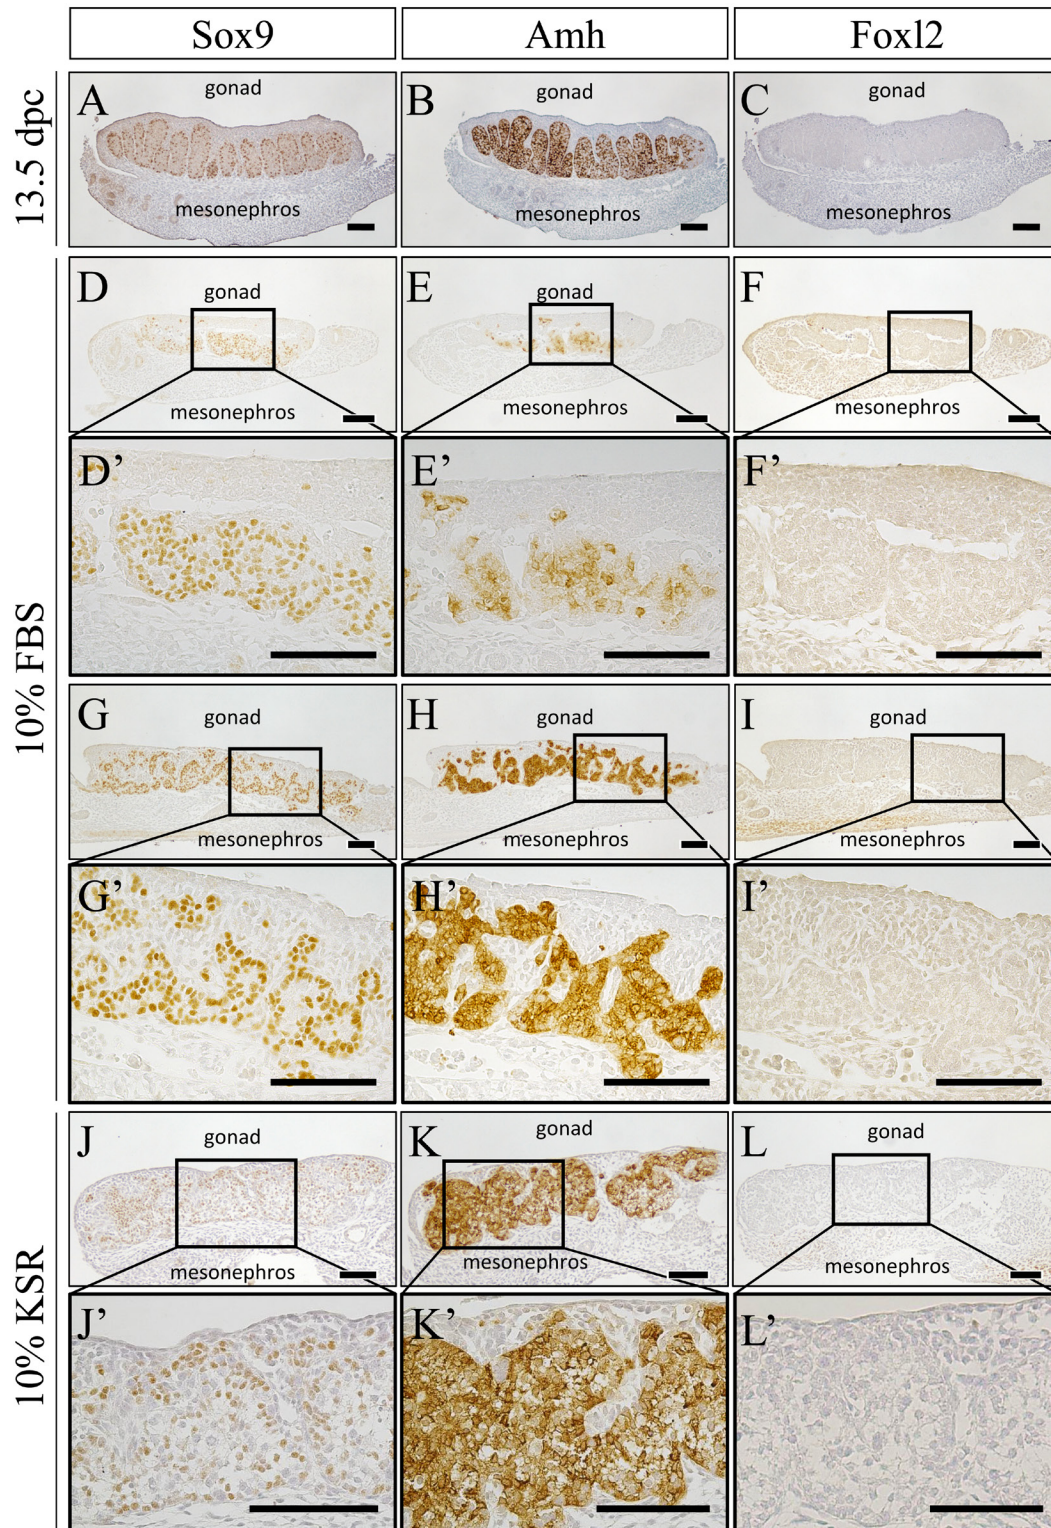 Sox9 Amh Foxl2
13.5 dpc
A gonad mesonephros
B gonad mesonephros
C gonad mesonephros
10% FBS
D gonad mesonephros
E gonad mesonephros
F gonad mesonephros
D’ E’ F’
G gonad mesonephros
H gonad mesonephros
I gonad mesonephros
G’ H’ I’
10% KSR
J gonad mesonephros
K gonad mesonephros
L gonad mesonephros
J’ K’ L’